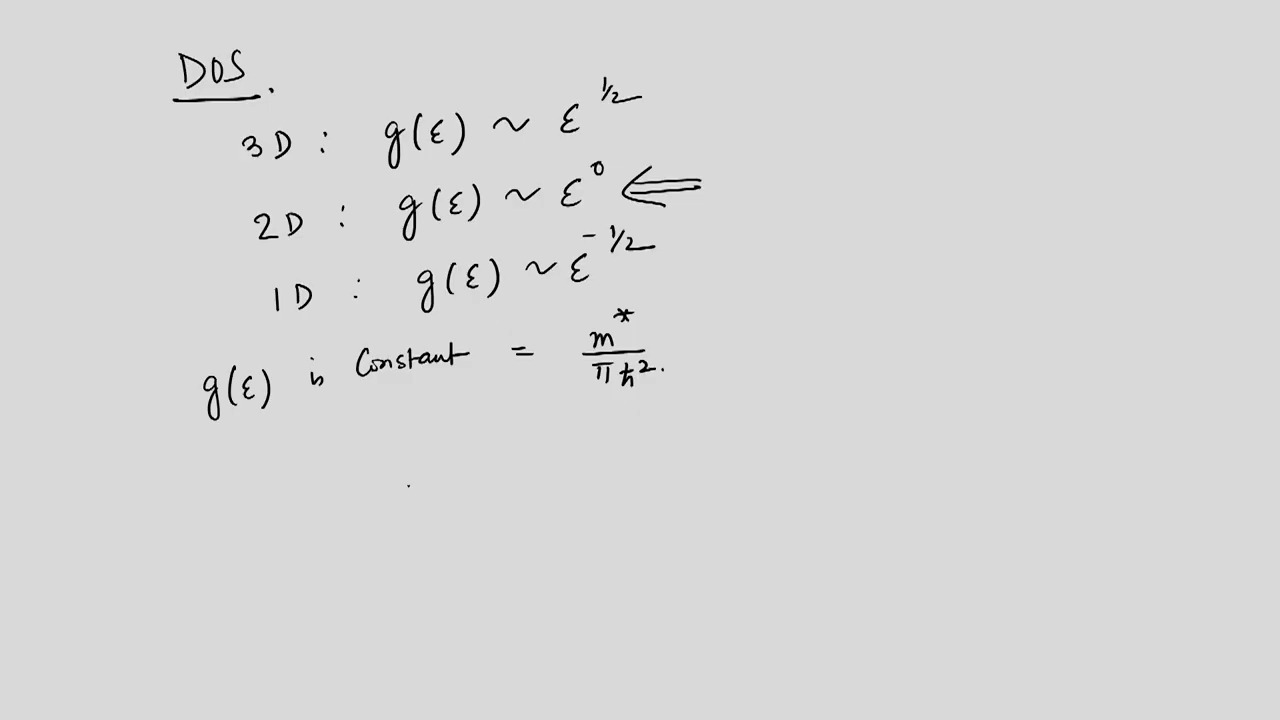 DOS.
3D : g(ε) ~ ε^{1/2}
2D : g(ε) ~ ε^{0} ⇐
1D : g(ε) ~ ε^{-1/2}
g(ε) is Constant = m*/πħ².